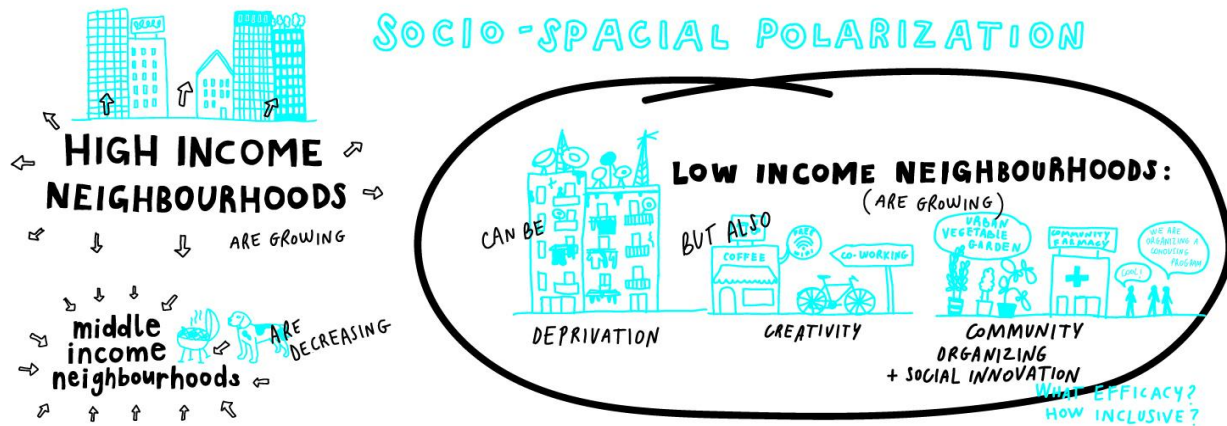 SOCIO-SPACIAL POLARIZATION
HIGH INCOME
NEIGHBOURHOODS
ARE GROWING
middle
income
neighbourhoods
ARE
DECREASING
LOW INCOME NEIGHBOURHOODS:
(ARE GROWING)
CAN BE
DEPRIVATION
BUT ALSO
COFFEE
FREE
WIFI
CO-WORKING
CREATIVITY
URBAN
VEGETABLE
GARDEN
COMMUNITY
FARMACY
COOL!
WE ARE
ORGANIZING A
COHOUSING
PROGRAM
COMMUNITY
ORGANIZING
+ SOCIAL INNOVATION
WHAT EFFICACY?
HOW INCLUSIVE?